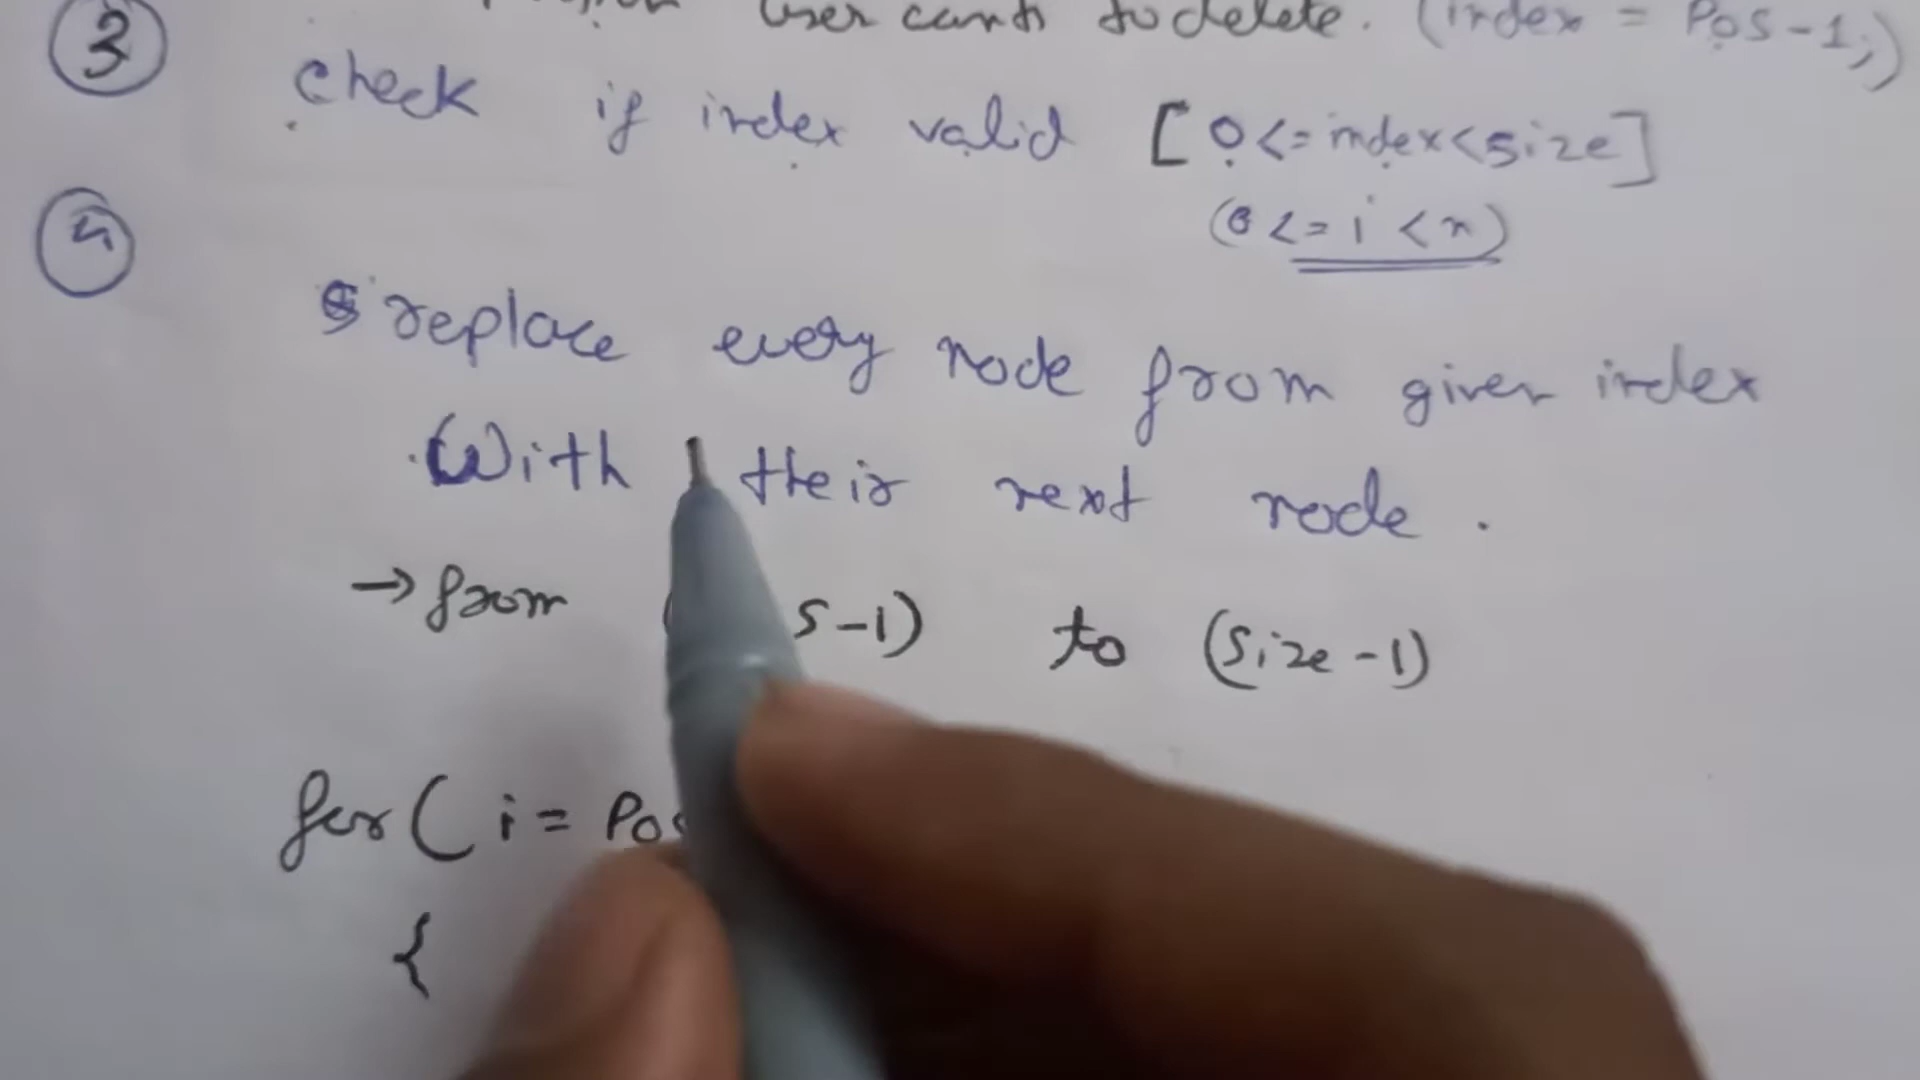 user wants to delete. (index = Pos-1;)
③ check if index valid [0<=index<size]
(0<=i<n)
④
replace every node from given index
With their next node.
→ from ( s-1) to (size-1)
for( i = Pos
{